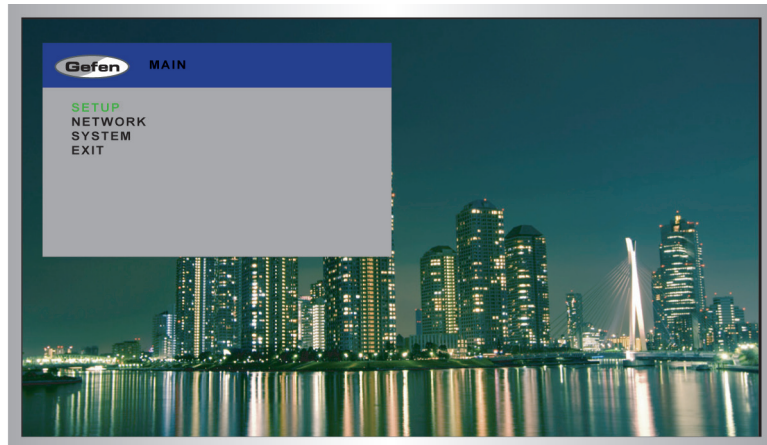 Gefen
MAIN
SETUP
NETWORK
SYSTEM
EXIT